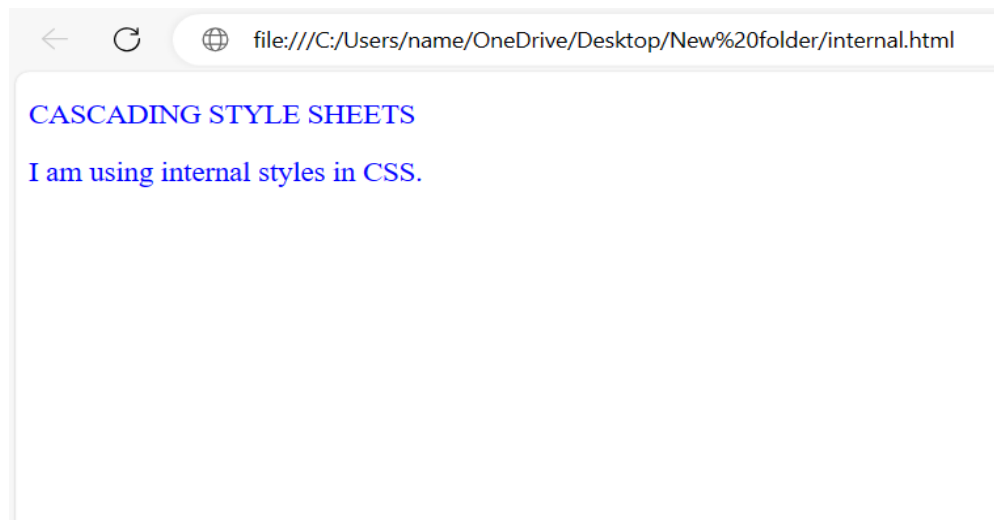 file:///C:/Users/name/OneDrive/Desktop/New%20folder/internal.html
CASCADING STYLE SHEETS
I am using internal styles in CSS.